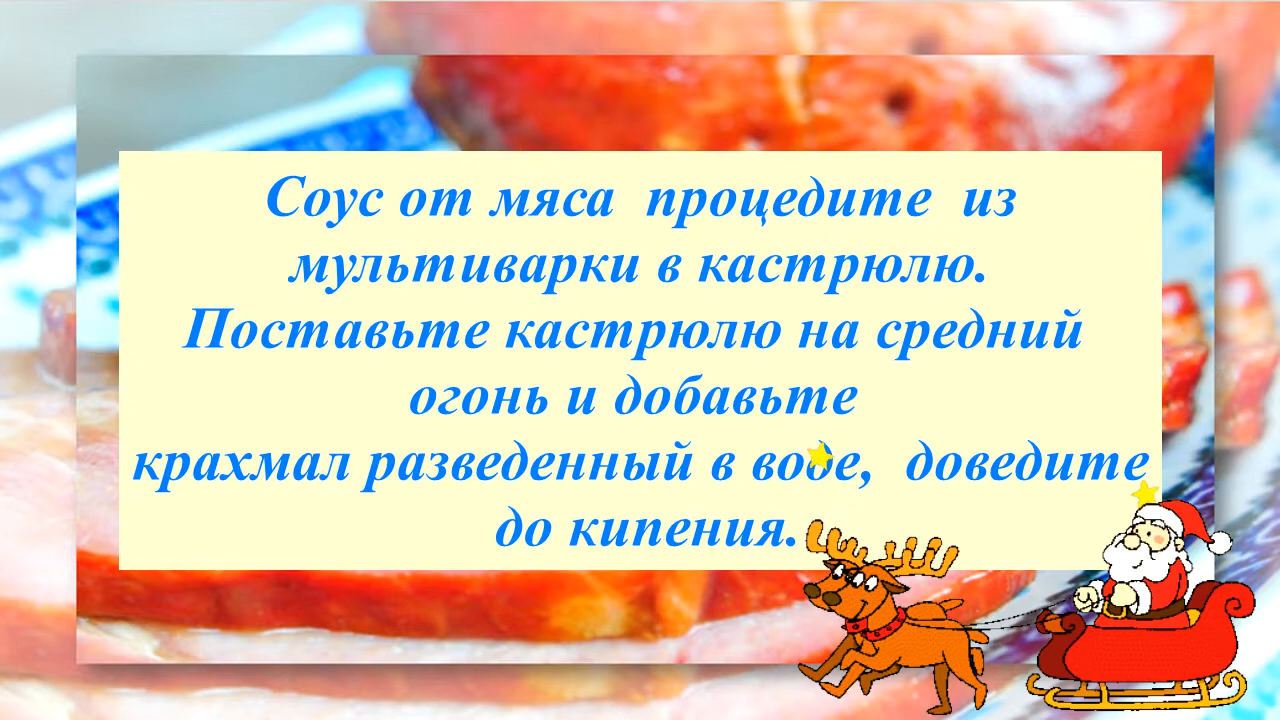 Соус от мяса процедите из
мультиварки в кастрюлю.
Поставьте кастрюлю на средний
огонь и добавьте
крахмал разведенный в воде, доведите
до кипения.